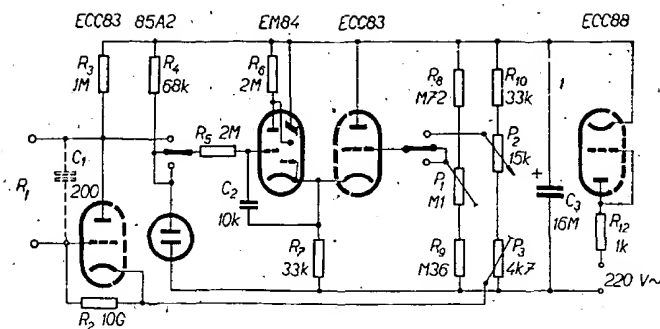 ECC83 85A2 EM84 ECC83 ECC88
R3
1M
R4
68k
R6
2M
R8
M72
R10
33k
1
R5 2M
C1
200
R1
C2
10k
P1
M1
P2
15k
+
C3
16M
R12
1k
R7
33k
R9
M36
P3
4k7
220 V~
R2 10G